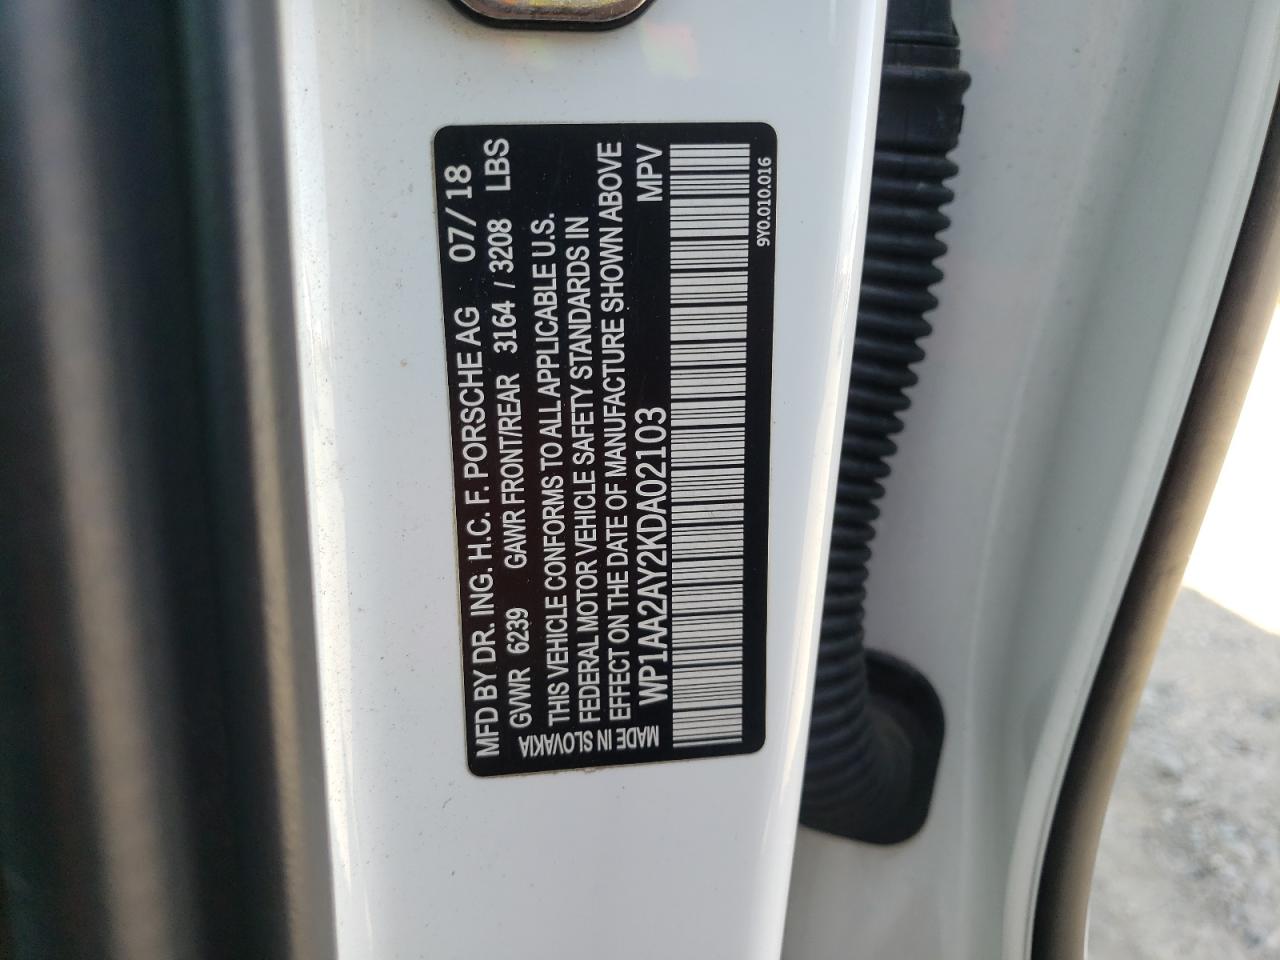 MFD BY DR. ING. H.C. F. PORSCHE AG 07/18
GVWR 6239 GAWR FRONT/REAR 3164 / 3208 LBS
THIS VEHICLE CONFORMS TO ALL APPLICABLE U.S.
FEDERAL MOTOR VEHICLE SAFETY STANDARDS IN
EFFECT ON THE DATE OF MANUFACTURE SHOWN ABOVE
WP1AA2AY2KDA02103 MPV
MADE IN SLOVAKIA
9Y0.010.016